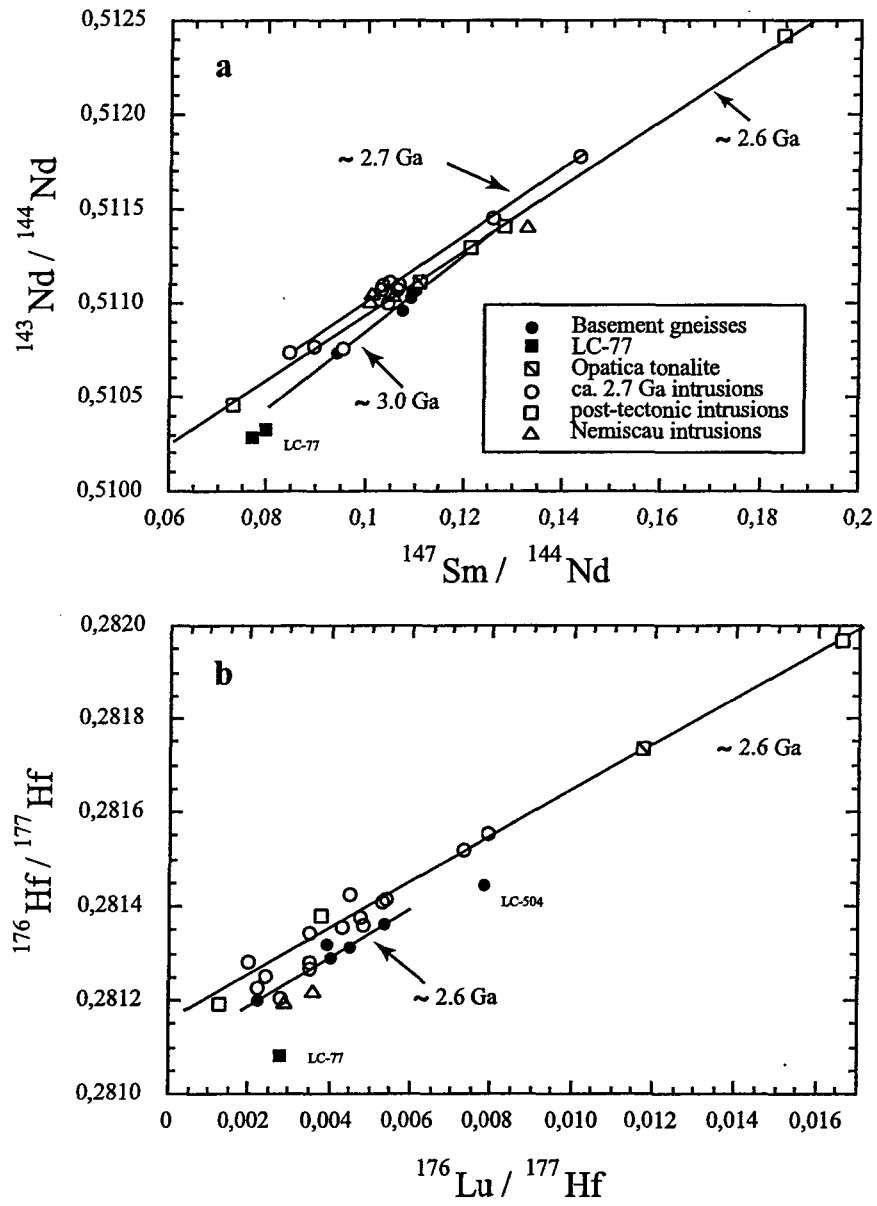 0,5125
a
0,5120
~ 2.6 Ga
~ 2.7 Ga
0,5115
143Nd / 144Nd
0,5110
Basement gneisses
LC-77
Opatica tonalite
ca. 2.7 Ga intrusions
post-tectonic intrusions
Nemiscau intrusions
~ 3.0 Ga
0,5105
LC-77
0,5100
0,06 0,08 0,1 0,12 0,14 0,16 0,18 0,2
147Sm / 144Nd
0,2820
b
0,2818
~ 2.6 Ga
0,2816
176Hf / 177Hf
0,2814
LC-504
0,2812
~ 2.6 Ga
LC-77
0,2810
0 0,002 0,004 0,006 0,008 0,010 0,012 0,014 0,016
176Lu / 177Hf